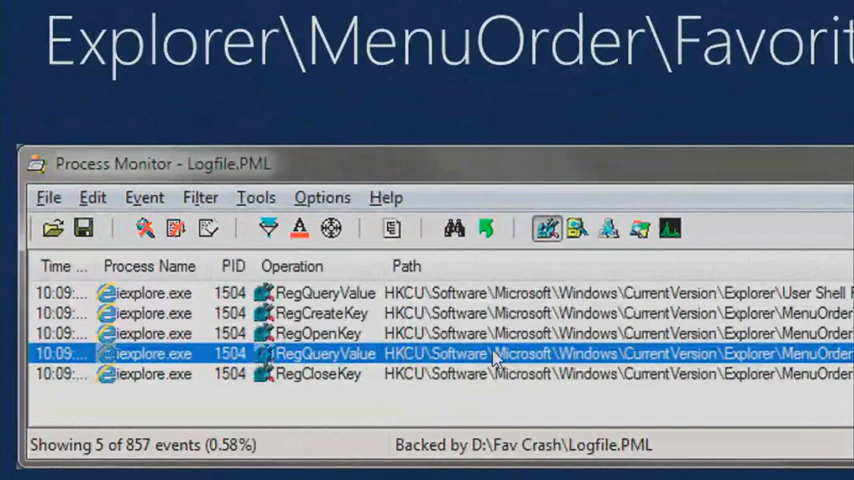 Explorer\MenuOrder\Favorit
Process Monitor - Logfile.PML
File Edit Event Filter Tools Options Help
Time ... Process Name PID Operation Path
10:09:... iexplore.exe 1504 RegQueryValue HKCU\Software\Microsoft\Windows\CurrentVersion\Explorer\User Shell F
10:09:... iexplore.exe 1504 RegCreateKey HKCU\Software\Microsoft\Windows\CurrentVersion\Explorer\MenuOrder
10:09:... iexplore.exe 1504 RegOpenKey HKCU\Software\Microsoft\Windows\CurrentVersion\Explorer\MenuOrder
10:09:... iexplore.exe 1504 RegQueryValue HKCU\Software\Microsoft\Windows\CurrentVersion\Explorer\MenuOrder
10:09:... iexplore.exe 1504 RegCloseKey HKCU\Software\Microsoft\Windows\CurrentVersion\Explorer\MenuOrder
Showing 5 of 857 events (0.58%) Backed by D:\Fav Crash\Logfile.PML